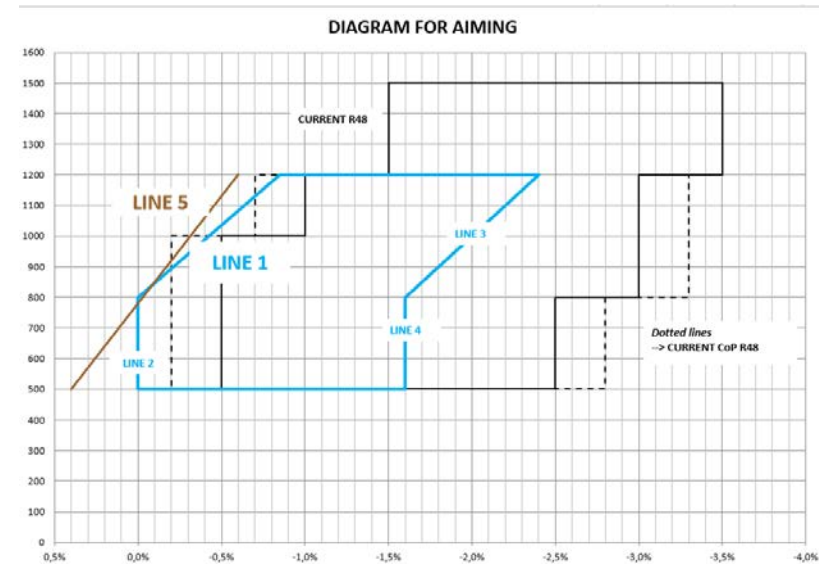 DIAGRAM FOR AIMING
1600
1500
1400
CURRENT R48
1300
1200
1100
LINE 5
1000
LINE 3
LINE 1
900
800
700
LINE 4
Dotted lines
--> CURRENT CoP R48
600
LINE 2
500
400
300
200
100
0
0,5% 0,0% -0,5% -1,0% -1,5% -2,0% -2,5% -3,0% -3,5% -4,0%